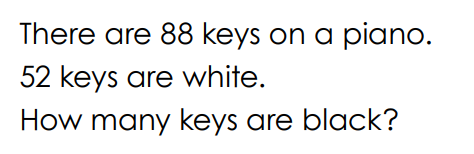 There are 88 keys on a piano.
52 keys are white.
How many keys are black?